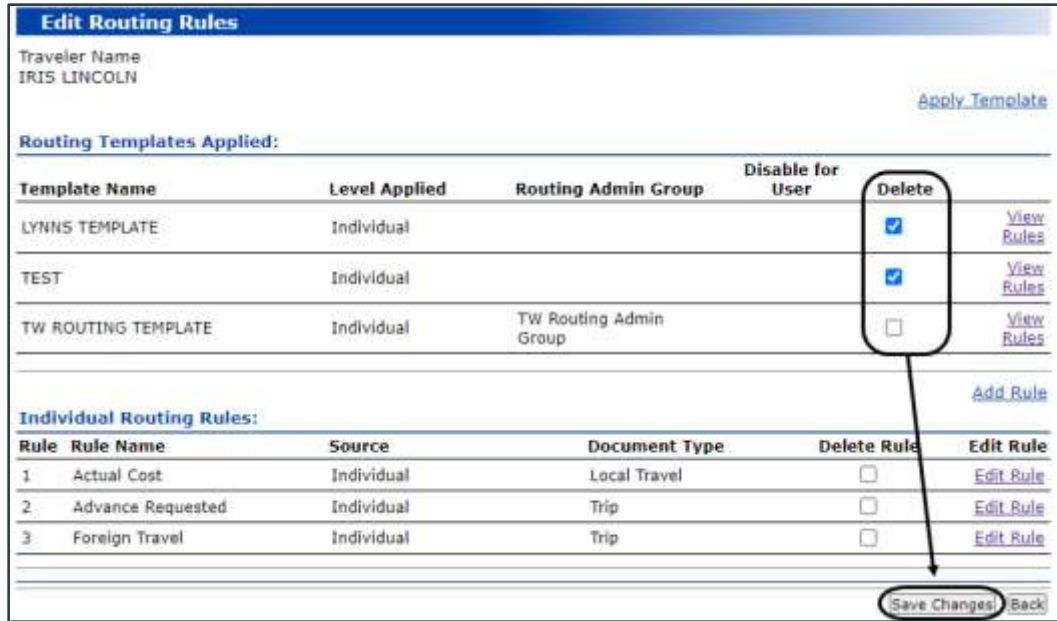 Edit Routing Rules
Traveler Name
IRIS LINCOLN
Apply Template
Routing Templates Applied:
Template Name Level Applied Routing Admin Group Disable for User Delete
LYNNS TEMPLATE Individual View Rules
TEST Individual View Rules
TW ROUTING TEMPLATE Individual TW Routing Admin Group View Rules
Add Rule
Individual Routing Rules:
Rule Rule Name Source Document Type Delete Rule Edit Rule
1 Actual Cost Individual Local Travel Edit Rule
2 Advance Requested Individual Trip Edit Rule
3 Foreign Travel Individual Trip Edit Rule
Save Changes Back